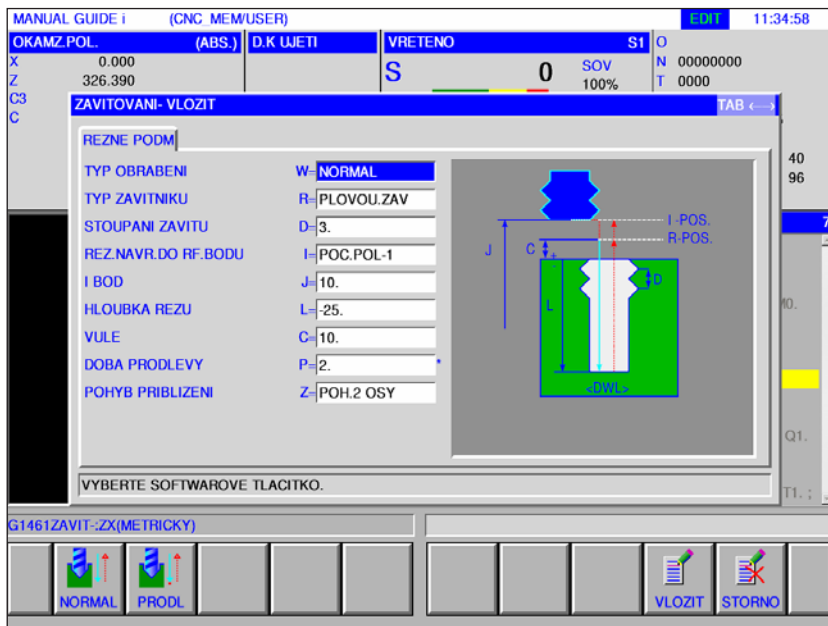 MANUAL GUIDE i (CNC_MEM/USER) EDIT 11:34:58
OKAMZ.POL. (ABS.) D.K UJETI VRETENO S1 O
X 0.000
Z 326.390
C3
C
S 0 SOV
100%
N 00000000
T 0000
ZAVITOVANI- VLOZIT TAB ←→
REZNE PODM
TYP OBRABENI W= NORMAL
TYP ZAVITNIKU R= PLOVOU.ZAV
STOUPANI ZAVITU D= 3.
REZ.NAVR.DO RF.BODU I= POC.POL-1
I BOD J= 10.
HLOUBKA REZU L= -25.
VULE C= 10.
DOBA PRODLEVY P= 2. *
POHYB PRIBLIZENI Z= POH.2 OSY
I -POS.
R-POS.
J
C
+
-
D
L
<DWL>
40
96
7
M0.
Q1.
T1. ;
VYBERTE SOFTWAROVE TLACITKO.
G1461ZAVIT-:ZX(METRICKY)
NORMAL PRODL VLOZIT STORNO